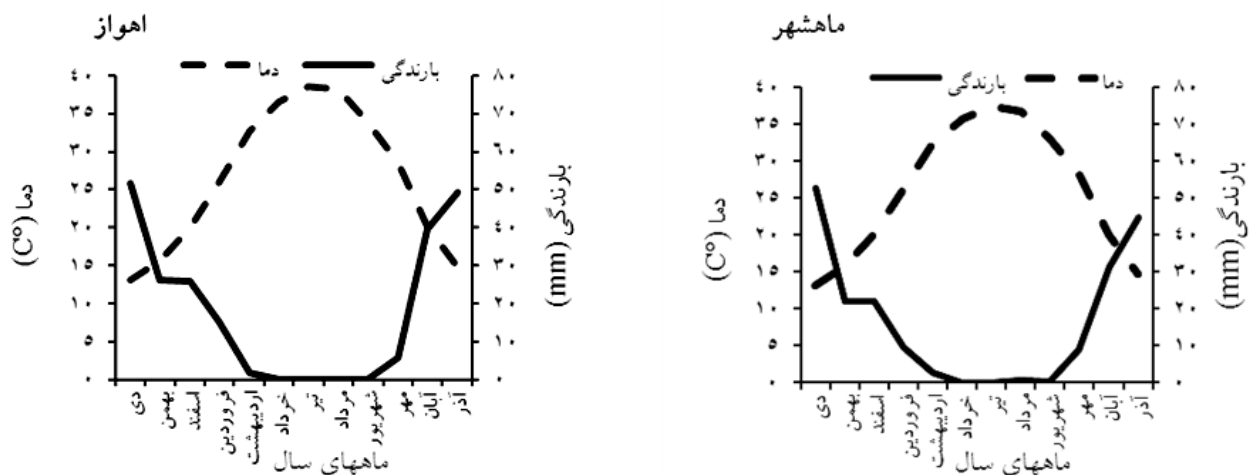 اهواز
دما
بارندگی
۴۰
۳۵
۳۰
۲۵
۲۰
۱۵
۱۰
۵
۰
دما (C°)
۸۰
۷۰
۶۰
۵۰
۴۰
۳۰
۲۰
۱۰
۰
بارندگی (mm)
دی
بهمن
اسفند
فروردین
اردیبهشت
خرداد
تیر
مرداد
شهریور
مهر
آبان
آذر
ماههای سال
ماهشهر
بارندگی
دما
۴۰
۳۵
۳۰
۲۵
۲۰
۱۵
۱۰
۵
۰
دما (C°)
۸۰
۷۰
۶۰
۵۰
۴۰
۳۰
۲۰
۱۰
۰
بارندگی (mm)
دی
بهمن
اسفند
فروردین
اردیبهشت
خرداد
تیر
مرداد
شهریور
مهر
آبان
آذر
ماههای سال